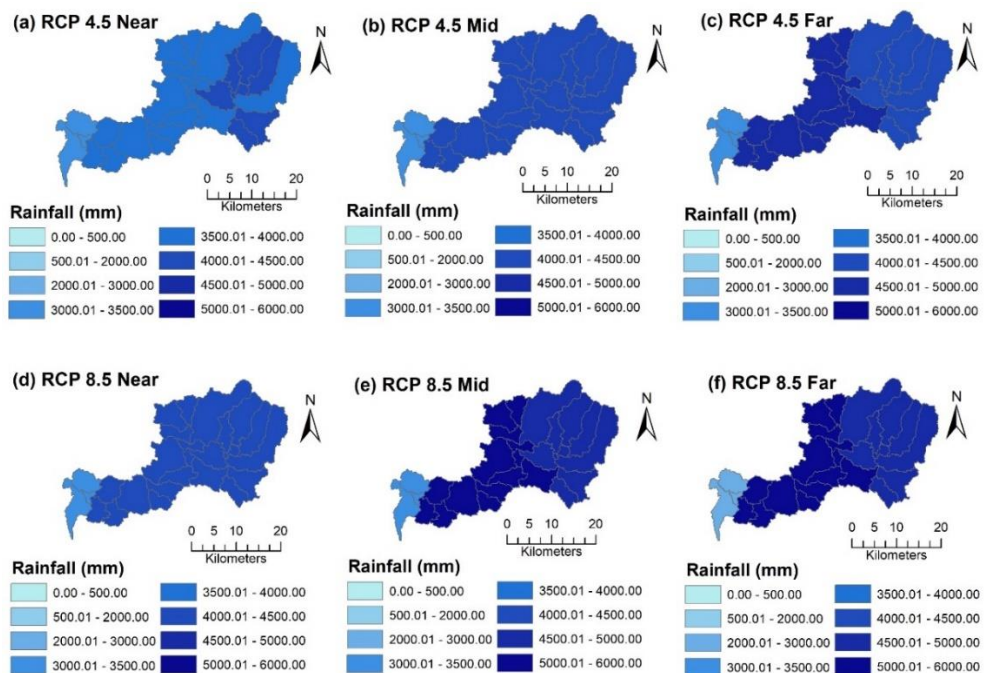 (a) RCP 4.5 Near
N
0 5 10 20
Kilometers
Rainfall (mm)
0.00 - 500.00
500.01 - 2000.00
2000.01 - 3000.00
3000.01 - 3500.00
3500.01 - 4000.00
4000.01 - 4500.00
4500.01 - 5000.00
5000.01 - 6000.00
(b) RCP 4.5 Mid
N
0 5 10 20
Kilometers
Rainfall (mm)
0.00 - 500.00
500.01 - 2000.00
2000.01 - 3000.00
3000.01 - 3500.00
3500.01 - 4000.00
4000.01 - 4500.00
4500.01 - 5000.00
5000.01 - 6000.00
(c) RCP 4.5 Far
N
0 5 10 20
Kilometers
Rainfall (mm)
0.00 - 500.00
500.01 - 2000.00
2000.01 - 3000.00
3000.01 - 3500.00
3500.01 - 4000.00
4000.01 - 4500.00
4500.01 - 5000.00
5000.01 - 6000.00
(d) RCP 8.5 Near
N
0 5 10 20
Kilometers
Rainfall (mm)
0.00 - 500.00
500.01 - 2000.00
2000.01 - 3000.00
3000.01 - 3500.00
3500.01 - 4000.00
4000.01 - 4500.00
4500.01 - 5000.00
5000.01 - 6000.00
(e) RCP 8.5 Mid
N
0 5 10 20
Kilometers
Rainfall (mm)
0.00 - 500.00
500.01 - 2000.00
2000.01 - 3000.00
3000.01 - 3500.00
3500.01 - 4000.00
4000.01 - 4500.00
4500.01 - 5000.00
5000.01 - 6000.00
(f) RCP 8.5 Far
N
0 5 10 20
Kilometers
Rainfall (mm)
0.00 - 500.00
500.01 - 2000.00
2000.01 - 3000.00
3000.01 - 3500.00
3500.01 - 4000.00
4000.01 - 4500.00
4500.01 - 5000.00
5000.01 - 6000.00